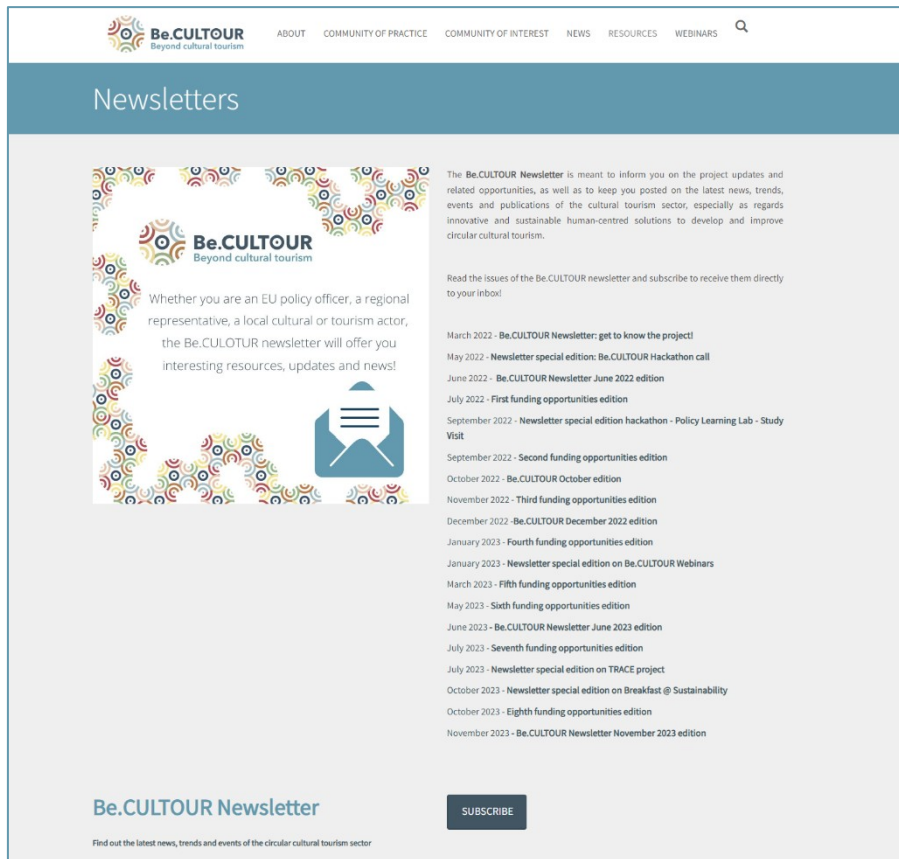 Be.CULTOUR
Beyond cultural tourism
ABOUT COMMUNITY OF PRACTICE COMMUNITY OF INTEREST NEWS RESOURCES WEBINARS
Newsletters
Be.CULTOUR
Beyond cultural tourism
Whether you are an EU policy officer, a regional
representative, a local cultural or tourism actor,
the Be.CULOTUR newsletter will offer you
interesting resources, updates and news!
The Be.CULTOUR Newsletter is meant to inform you on the project updates and
related opportunities, as well as to keep you posted on the latest news, trends,
events and publications of the cultural tourism sector, especially as regards
innovative and sustainable human-centred solutions to develop and improve
circular cultural tourism.
Read the issues of the Be.CULTOUR newsletter and subscribe to receive them directly
to your inbox!
March 2022 - Be.CULTOUR Newsletter: get to know the project!
May 2022 - Newsletter special edition: Be.CULTOUR Hackathon call
June 2022 - Be.CULTOUR Newsletter June 2022 edition
July 2022 - First funding opportunities edition
September 2022 - Newsletter special edition hackathon - Policy Learning Lab - Study
Visit
September 2022 - Second funding opportunities edition
October 2022 - Be.CULTOUR October edition
November 2022 - Third funding opportunities edition
December 2022 -Be.CULTOUR December 2022 edition
January 2023 - Fourth funding opportunities edition
January 2023 - Newsletter special edition on Be.CULTOUR Webinars
March 2023 - Fifth funding opportunities edition
May 2023 - Sixth funding opportunities edition
June 2023 - Be.CULTOUR Newsletter June 2023 edition
July 2023 - Seventh funding opportunities edition
July 2023 - Newsletter special edition on TRACE project
October 2023 - Newsletter special edition on Breakfast @ Sustainability
October 2023 - Eighth funding opportunities edition
November 2023 - Be.CULTOUR Newsletter November 2023 edition
Be.CULTOUR Newsletter
Find out the latest news, trends and events of the circular cultural tourism sector
SUBSCRIBE